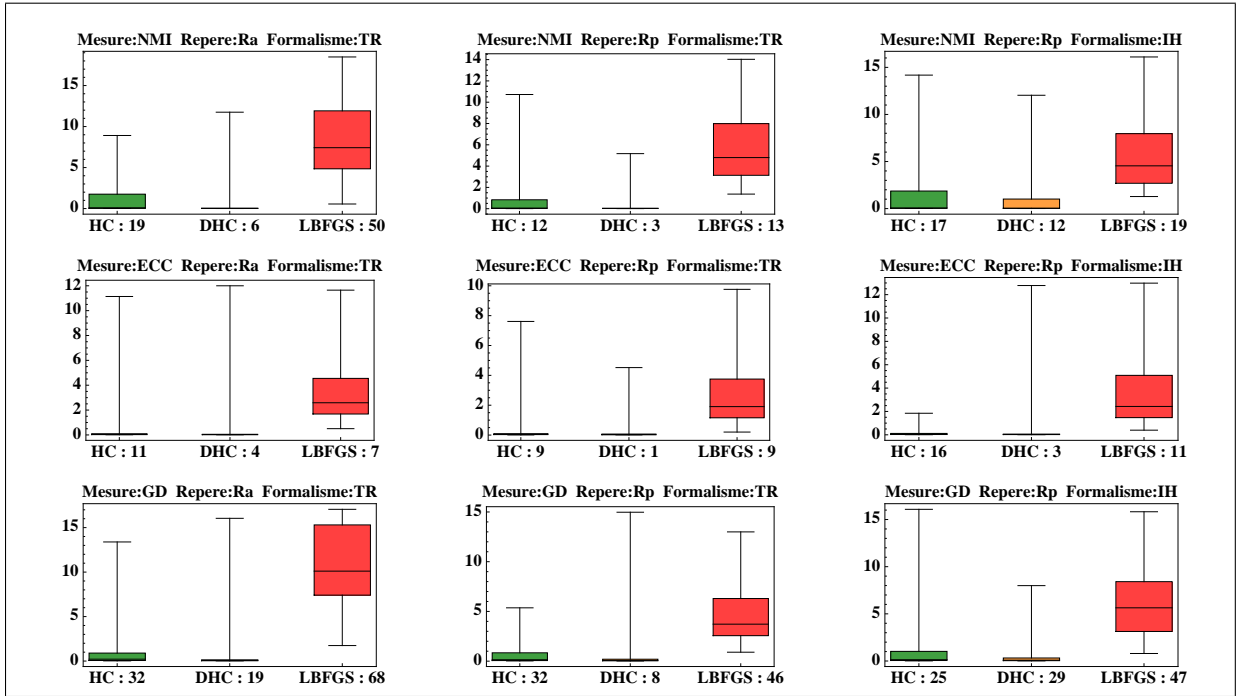 Mesure:NMI Repere:Ra Formalisme:TR
15
10
5
0
HC : 19 DHC : 6 LBFGS : 50
Mesure:NMI Repere:Rp Formalisme:TR
14
12
10
8
6
4
2
0
HC : 12 DHC : 3 LBFGS : 13
Mesure:NMI Repere:Rp Formalisme:IH
15
10
5
0
HC : 17 DHC : 12 LBFGS : 19
Mesure:ECC Repere:Ra Formalisme:TR
12
10
8
6
4
2
0
HC : 11 DHC : 4 LBFGS : 7
Mesure:ECC Repere:Rp Formalisme:TR
10
8
6
4
2
0
HC : 9 DHC : 1 LBFGS : 9
Mesure:ECC Repere:Rp Formalisme:IH
12
10
8
6
4
2
0
HC : 16 DHC : 3 LBFGS : 11
Mesure:GD Repere:Ra Formalisme:TR
15
10
5
0
HC : 32 DHC : 19 LBFGS : 68
Mesure:GD Repere:Rp Formalisme:TR
15
10
5
0
HC : 32 DHC : 8 LBFGS : 46
Mesure:GD Repere:Rp Formalisme:IH
15
10
5
0
HC : 25 DHC : 29 LBFGS : 47